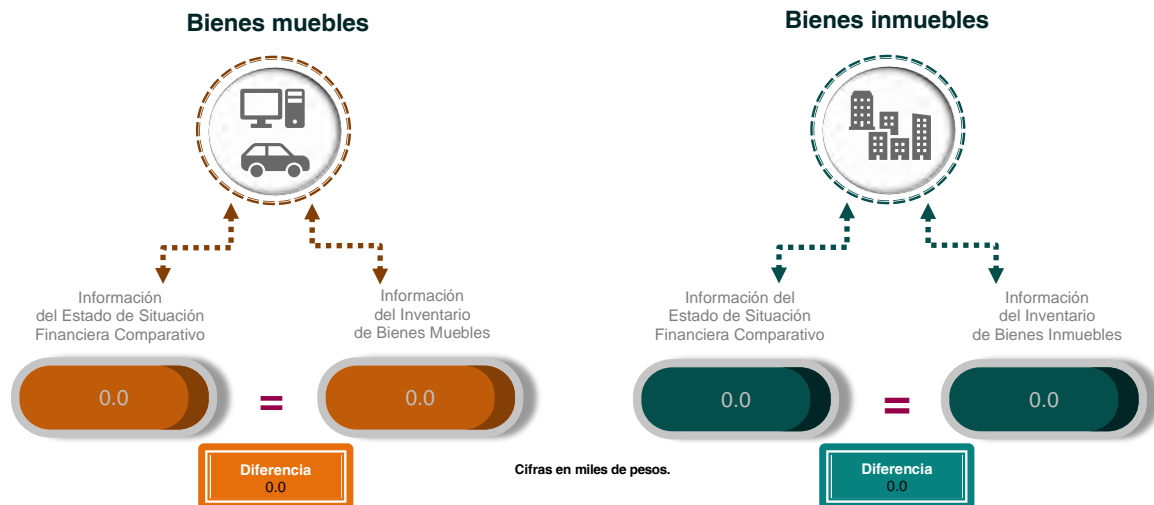 Bienes muebles
Información
del Estado de Situación
Financiera Comparativo
Información
del Inventario
de Bienes Muebles
0.0
=
0.0
Diferencia
0.0
Cifras en miles de pesos.
Bienes inmuebles
Información del
Estado de Situación
Financiera Comparativo
Información
del Inventario
de Bienes Inmuebles
0.0
=
0.0
Diferencia
0.0